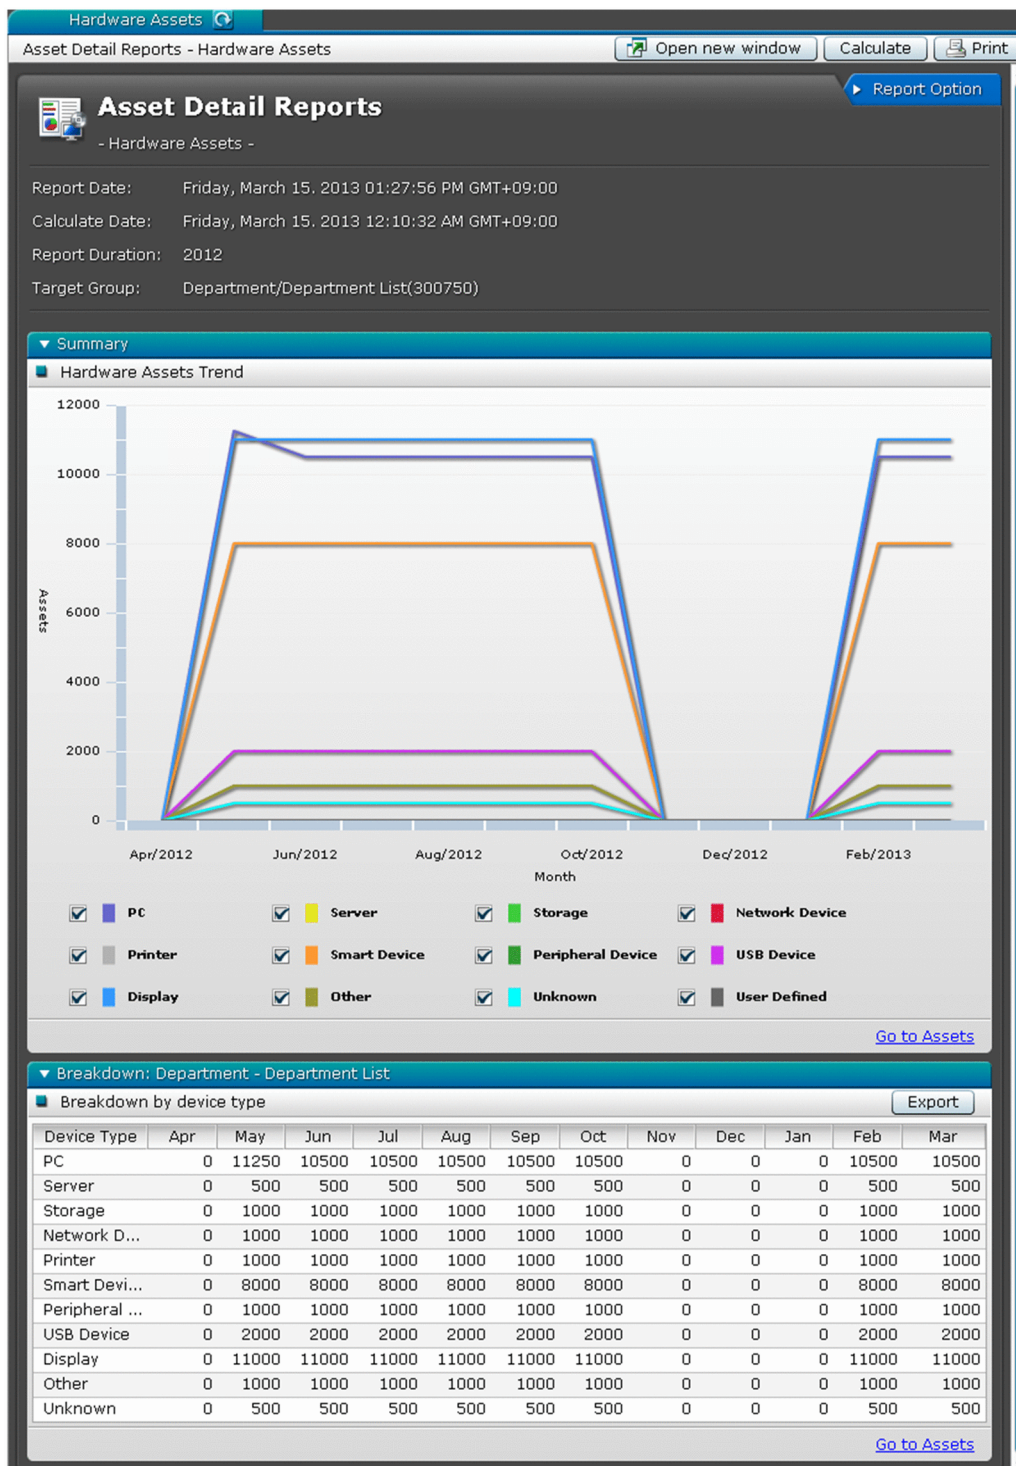 Hardware Assets
Asset Detail Reports - Hardware Assets
Open new window
Calculate
Print
Report Option
Asset Detail Reports
- Hardware Assets -
Report Date: Friday, March 15. 2013 01:27:56 PM GMT+09:00
Calculate Date: Friday, March 15. 2013 12:10:32 AM GMT+09:00
Report Duration: 2012
Target Group: Department/Department List(300750)
Summary
Hardware Assets Trend
12000
10000
8000
6000
4000
2000
0
Assets
Apr/2012 Jun/2012 Aug/2012 Oct/2012 Dec/2012 Feb/2013
Month
PC Server Storage Network Device
Printer Smart Device Peripheral Device USB Device
Display Other Unknown User Defined
Go to Assets
Breakdown: Department - Department List
Breakdown by device type
Export
Device Type Apr May Jun Jul Aug Sep Oct Nov Dec Jan Feb Mar
PC 0 11250 10500 10500 10500 10500 10500 0 0 0 10500 10500
Server 0 500 500 500 500 500 500 0 0 0 500 500
Storage 0 1000 1000 1000 1000 1000 1000 0 0 0 1000 1000
Network D... 0 1000 1000 1000 1000 1000 1000 0 0 0 1000 1000
Printer 0 1000 1000 1000 1000 1000 1000 0 0 0 1000 1000
Smart Devi... 0 8000 8000 8000 8000 8000 8000 0 0 0 8000 8000
Peripheral ... 0 1000 1000 1000 1000 1000 1000 0 0 0 1000 1000
USB Device 0 2000 2000 2000 2000 2000 2000 0 0 0 2000 2000
Display 0 11000 11000 11000 11000 11000 11000 0 0 0 11000 11000
Other 0 1000 1000 1000 1000 1000 1000 0 0 0 1000 1000
Unknown 0 500 500 500 500 500 500 0 0 0 500 500
Go to Assets